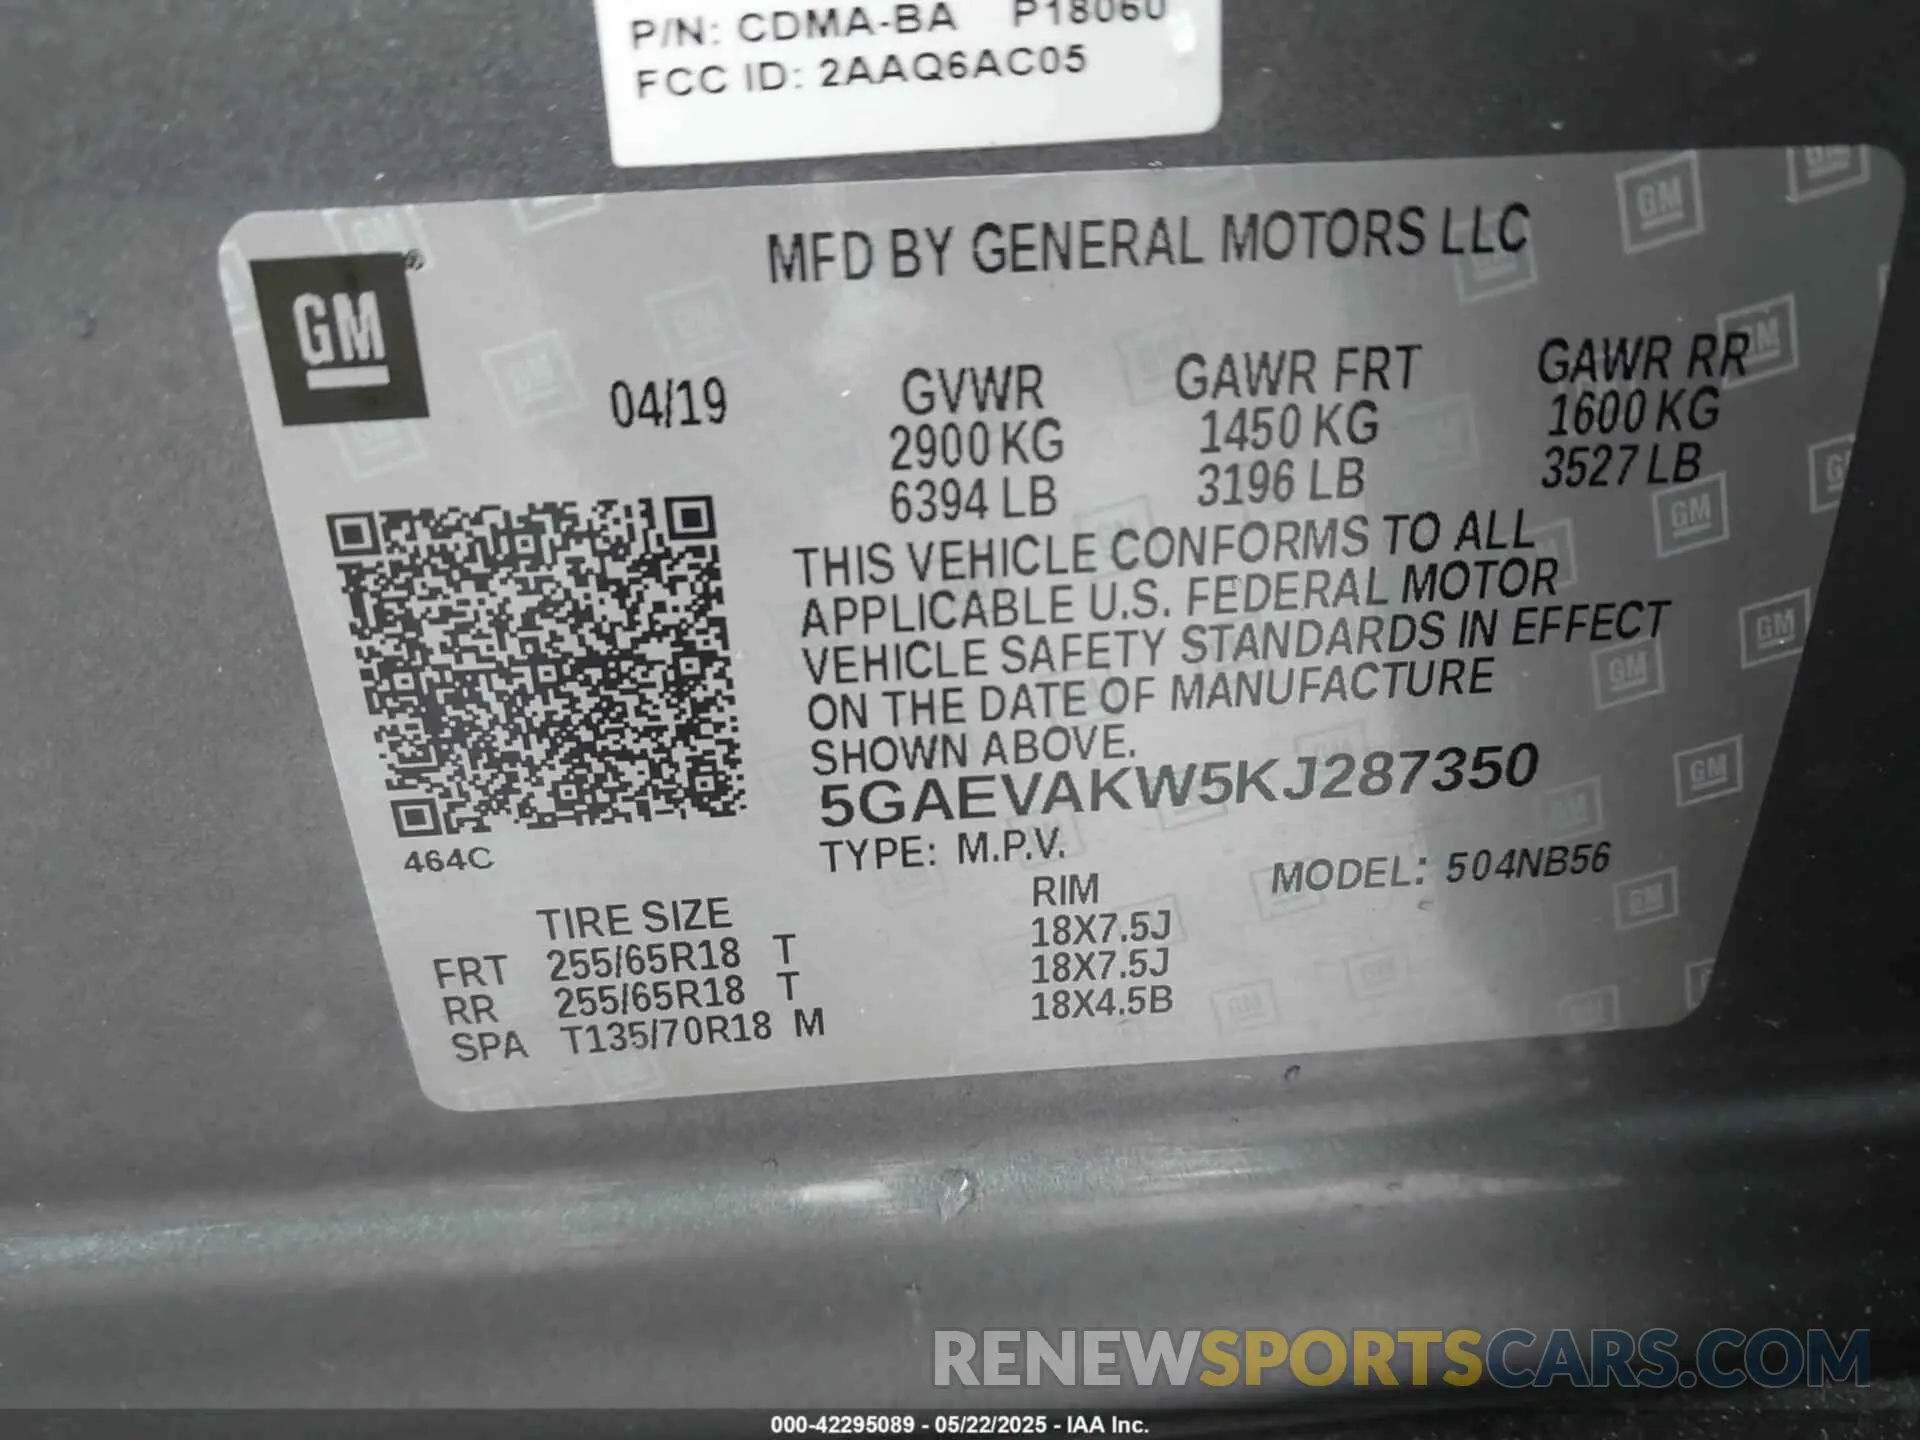 P/N: CDMA-BA P18060
FCC ID: 2AAQ6AC05
MFD BY GENERAL MOTORS LLC
GM
04/19
GVWR GAWR FRT GAWR RR
2900 KG 1450 KG 1600 KG
6394 LB 3196 LB 3527 LB
THIS VEHICLE CONFORMS TO ALL
APPLICABLE U.S. FEDERAL MOTOR
VEHICLE SAFETY STANDARDS IN EFFECT
ON THE DATE OF MANUFACTURE
SHOWN ABOVE.
5GAEVAKW5KJ287350
464C
TYPE: M.P.V. MODEL: 504NB56
TIRE SIZE RIM
FRT 255/65R18 T 18X7.5J
RR 255/65R18 T 18X7.5J
SPA T135/70R18 M 18X4.5B
RENEWSPORTSCARS.COM
000-42295089 - 05/22/2025 - IAA Inc.